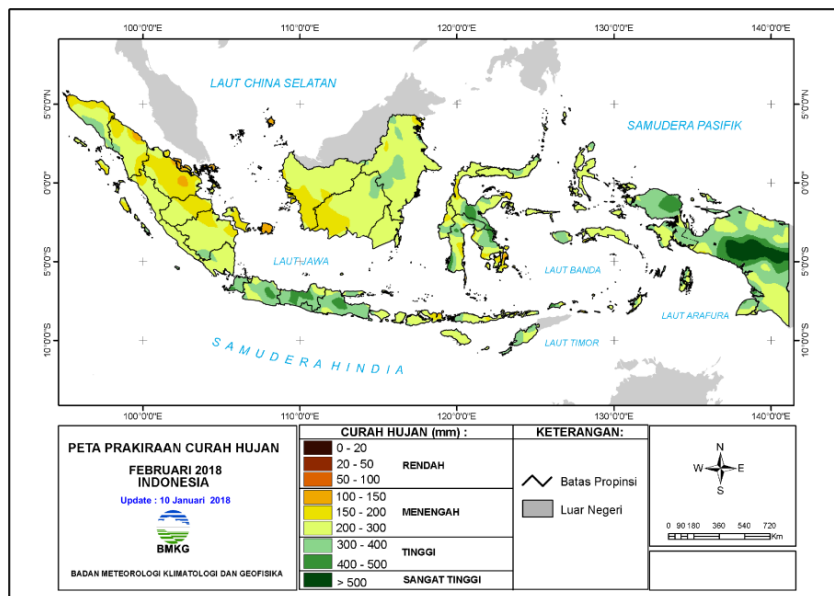 100°0'0"E 110°0'0"E 120°0'0"E 130°0'0"E 140°0'0"E
LAUT CHINA SELATAN
SAMUDERA PASIFIK
5°0'0"N 5°0'0"N
0°0'0" 0°0'0"
5°0'0"S 5°0'0"S
10°0'0"S 10°0'0"S
LAUT JAWA
LAUT BANDA
LAUT ARAFURA
LAUT TIMOR
SAMUDERA HINDIA
100°0'0"E 110°0'0"E 120°0'0"E 130°0'0"E 140°0'0"E
PETA PRAKIRAAN CURAH HUJAN
FEBRUARI 2018
INDONESIA
Update : 10 Januari 2018
BMKG
BADAN METEOROLOGI KLIMATOLOGI DAN GEOFISIKA
CURAH HUJAN (mm) :
0 - 20
20 - 50
50 - 100
RENDAH
100 - 150
150 - 200
200 - 300
MENENGAH
300 - 400
400 - 500
TINGGI
> 500
SANGAT TINGGI
KETERANGAN :
Batas Propinsi
Luar Negeri
N
W E
S
0 90 180 360 540 720
Km